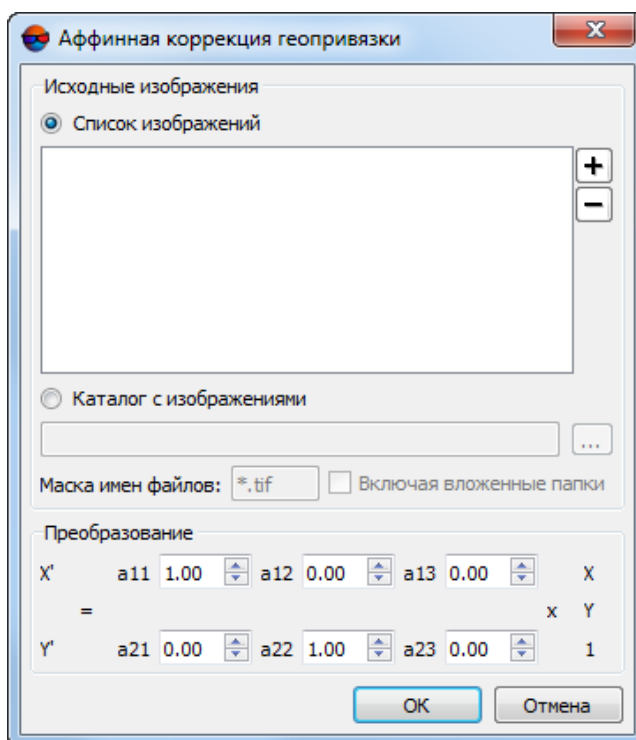 Аффинная коррекция геопривязки
Исходные изображения
Список изображений
Каталог с изображениями
...
Маска имен файлов: *.tif Включая вложенные папки
Преобразование
X' a11 1.00 a12 0.00 a13 0.00 X
= x Y
Y' a21 0.00 a22 1.00 a23 0.00 1
OK Отмена